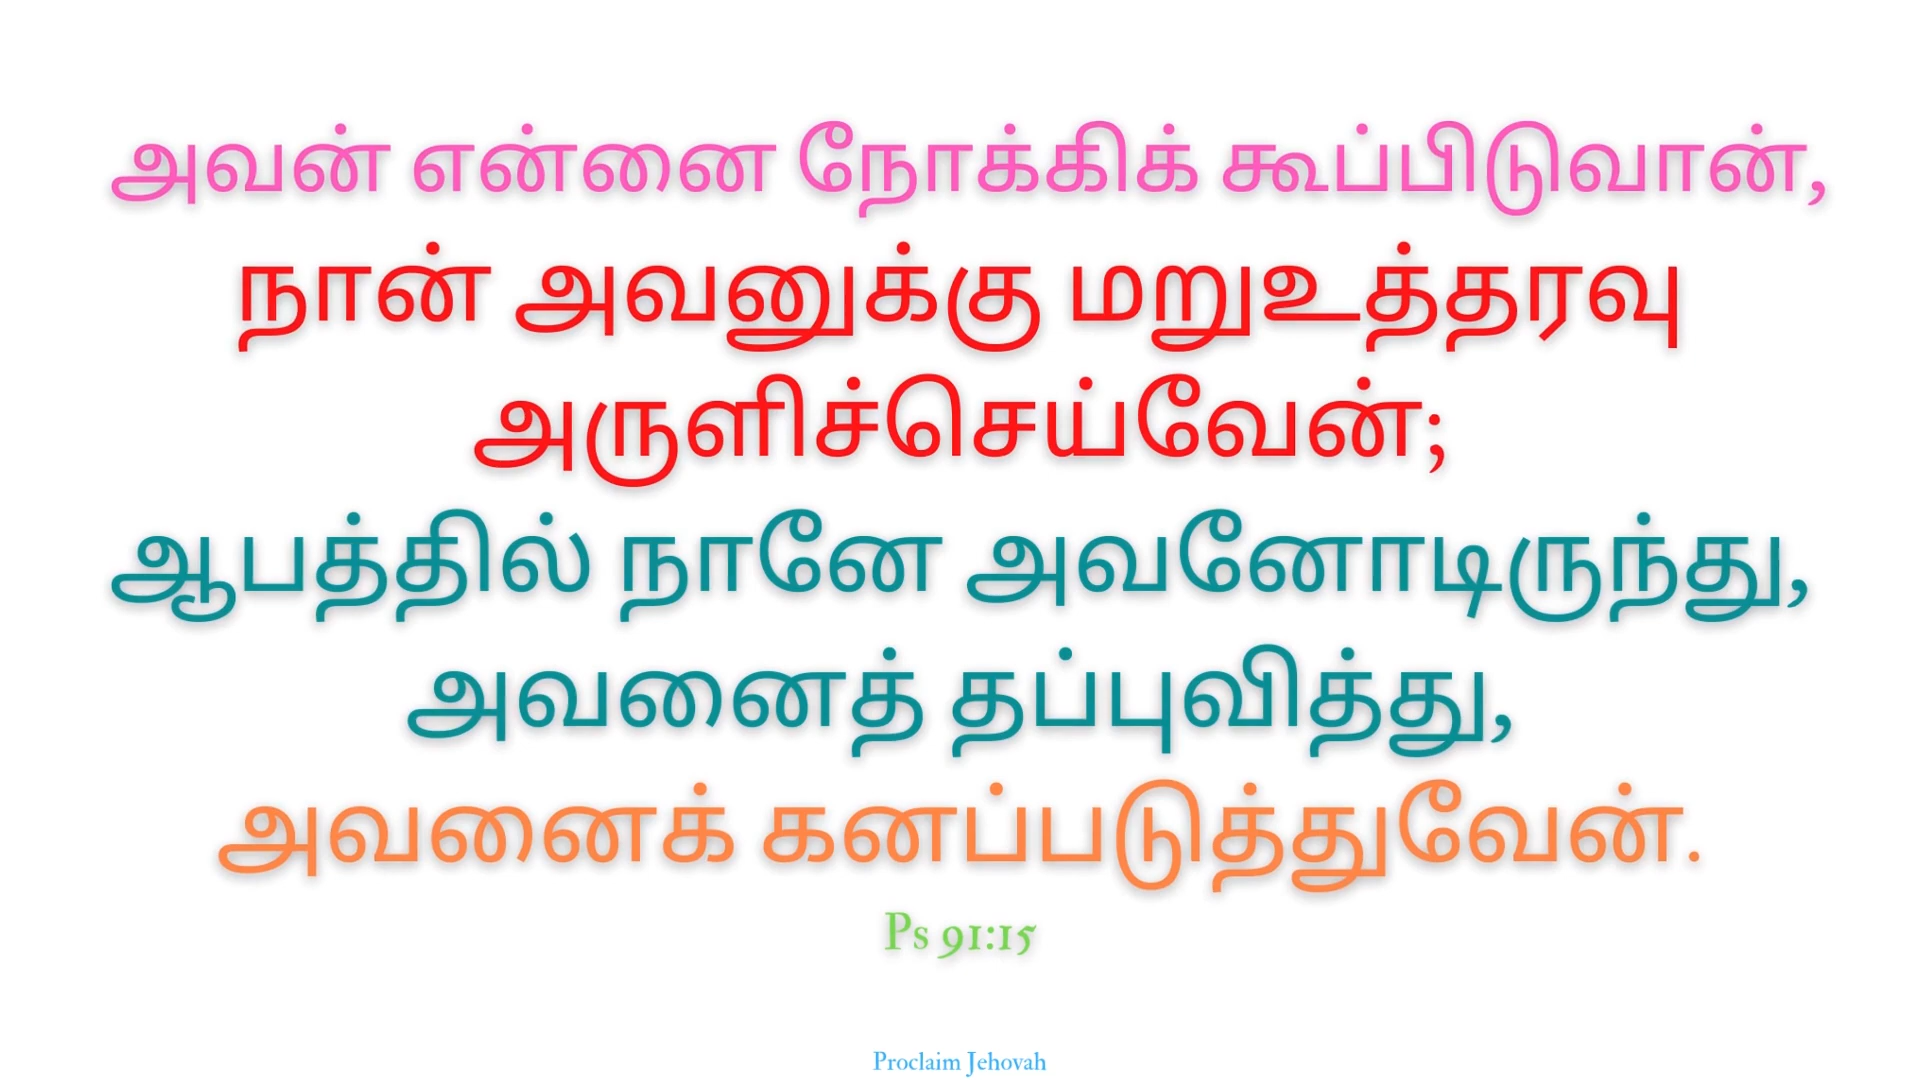 அவன் என்னை நோக்கிக் கூப்பிடுவான்,
நான் அவனுக்கு மறுஉத்தரவு
அருளிச்செய்வேன்;
ஆபத்தில் நானே அவனோடிருந்து,
அவனைத் தப்புவித்து,
அவனைக் கனப்படுத்துவேன்.
Ps 91:15
Proclaim Jehovah